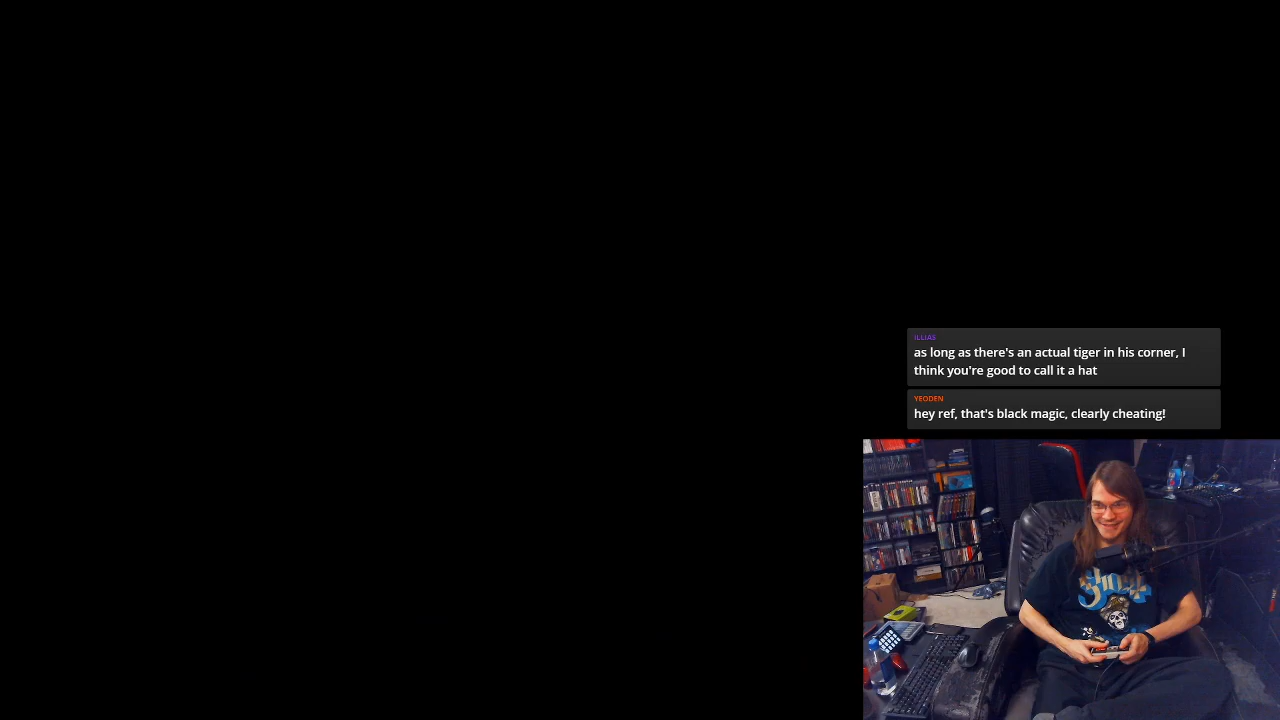 ILLIAS
as long as there's an actual tiger in his corner, I
think you're good to call it a hat
YEODEN
hey ref, that's black magic, clearly cheating!
Ghost